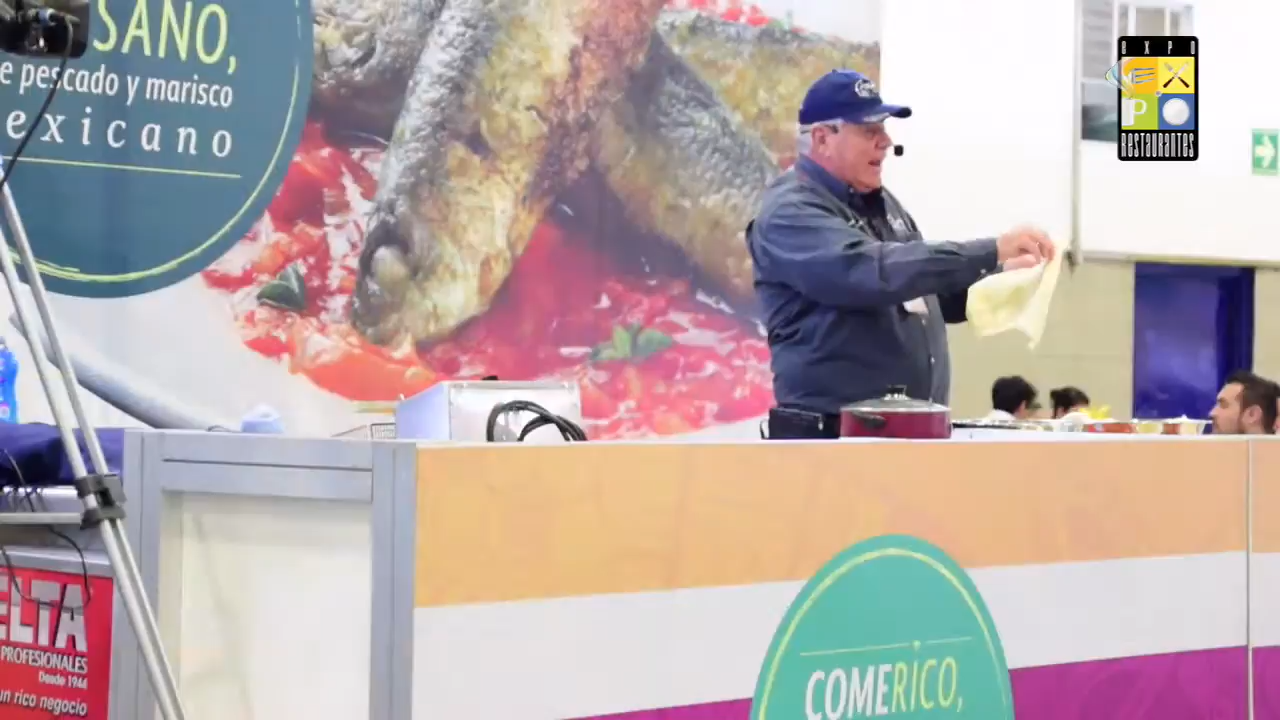 SANO,
e pescado y marisco
exicano
EXPO
P
RESTAURANTES
COMERICO,
ELTA
PROFESIONALES
Desde 1944
un rico negocio